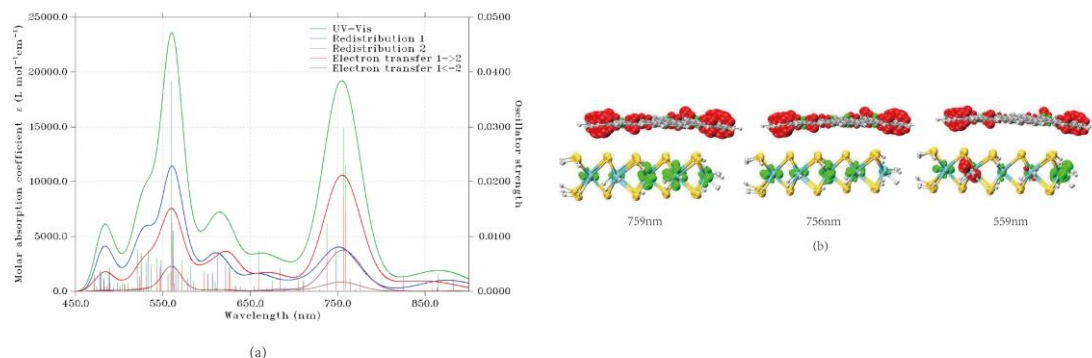 25000.0
20000.0
15000.0
10000.0
5000.0
0.0
Molar absorption coefficient ε (L mol⁻¹cm⁻¹)
UV-Vis
Redistribution 1
Redistribution 2
Electron transfer 1->2
Electron transfer 1<-2
0.0500
0.0400
0.0300
0.0200
0.0100
0.0000
Oscillator strength
450.0 550.0 650.0 750.0 850.0
Wavelength (nm)
(a)
759nm 756nm 559nm
(b)